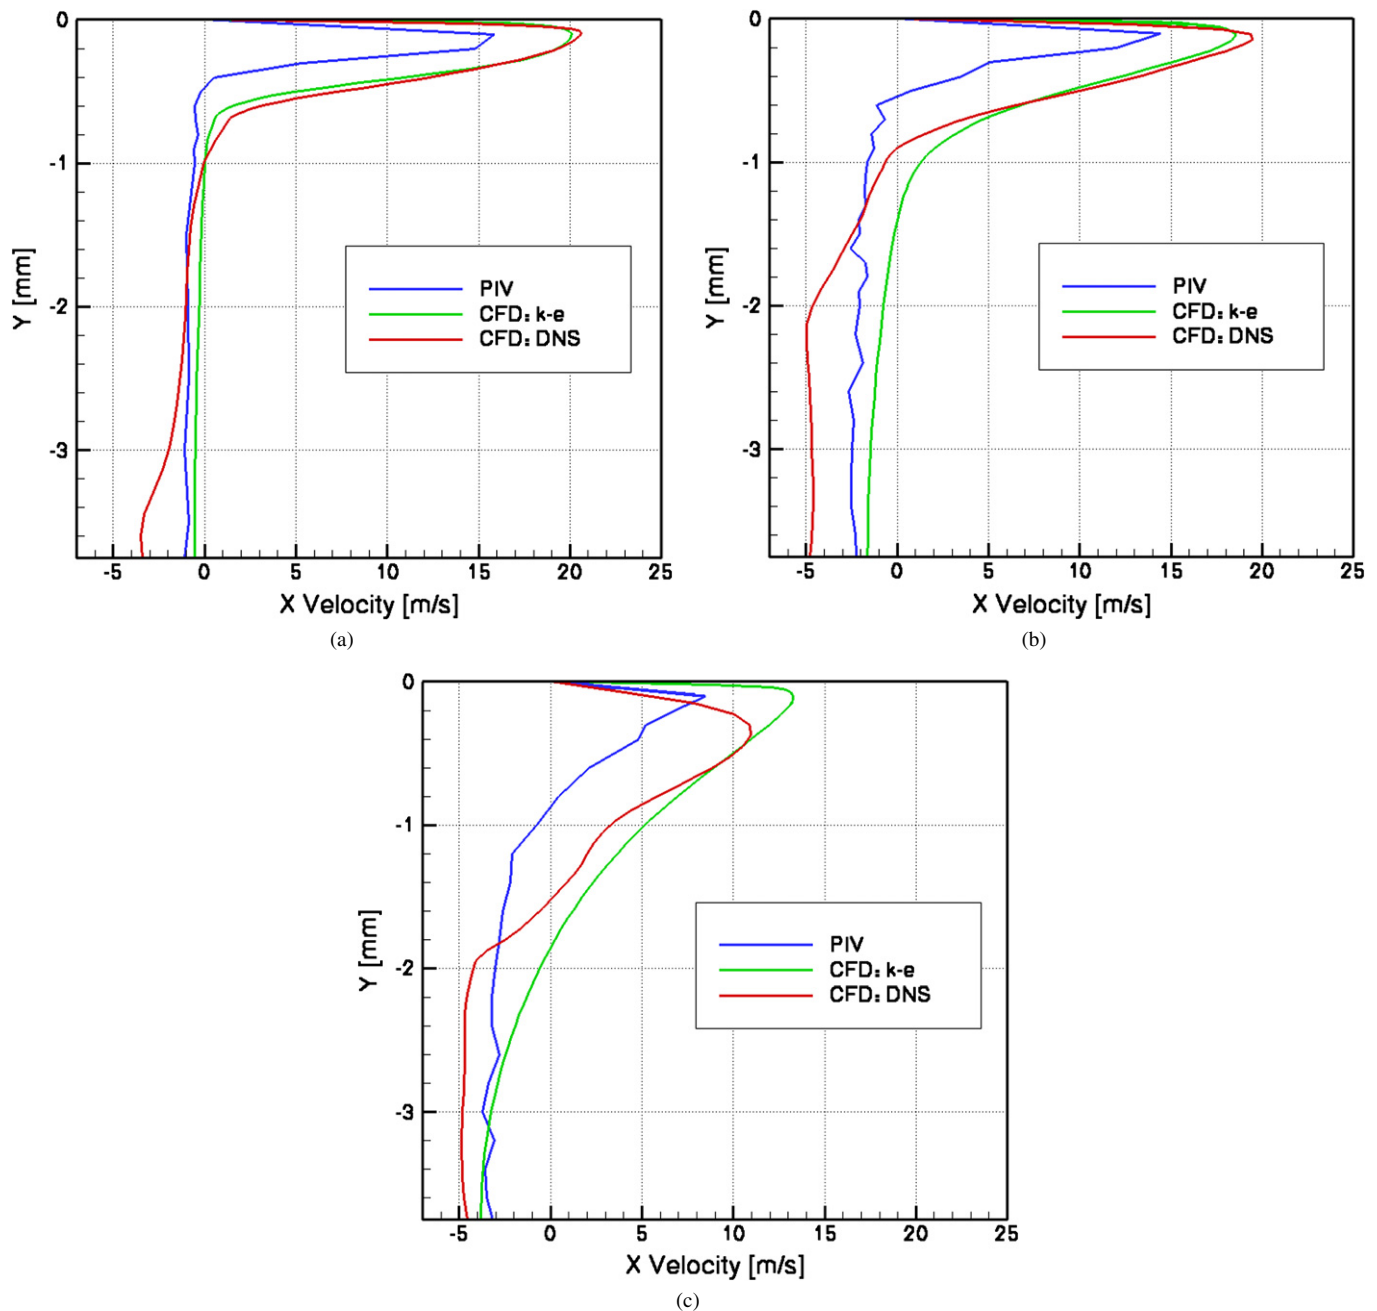 0
-1
-2
-3
Y [mm]
-5 0 5 10 15 20 25
X Velocity [m/s]
PIV
CFD: k-e
CFD: DNS
(a)
0
-1
-2
-3
Y [mm]
-5 0 5 10 15 20 25
X Velocity [m/s]
PIV
CFD: k-e
CFD: DNS
(b)
0
-1
-2
-3
Y [mm]
-5 0 5 10 15 20 25
X Velocity [m/s]
PIV
CFD: k-e
CFD: DNS
(c)